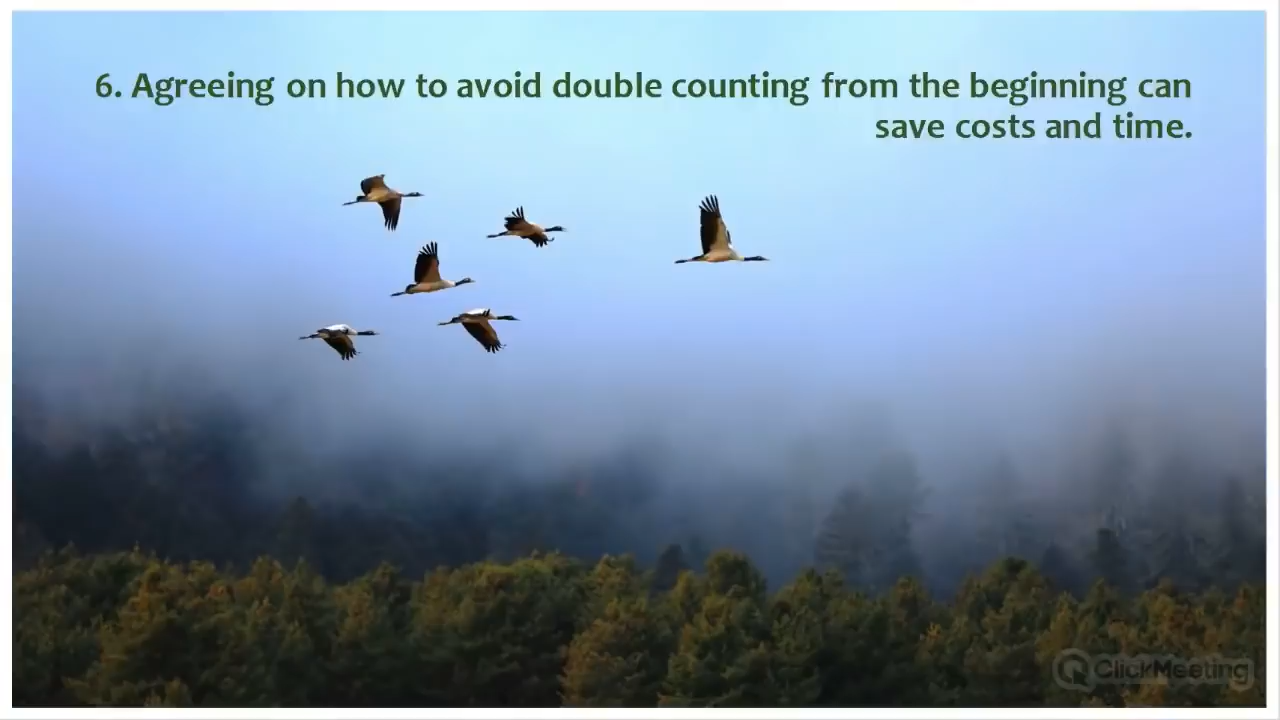 6. Agreeing on how to avoid double counting from the beginning can
save costs and time.
ClickMeeting